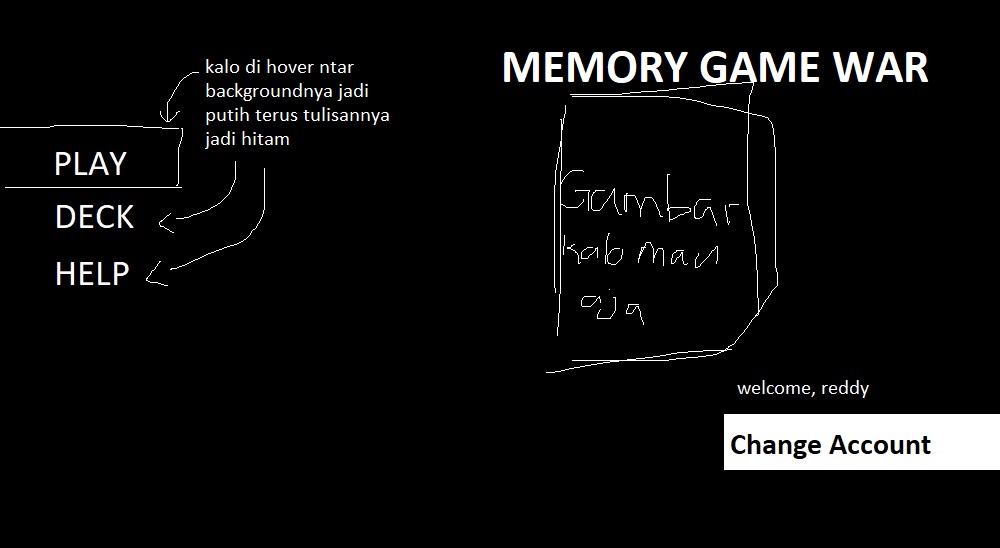 kalo di hover ntar
backgroundnya jadi
putih terus tulisannya
jadi hitam
PLAY
DECK
HELP
MEMORY GAME WAR
Gambar
kalo mau
aja
welcome, reddy
Change Account